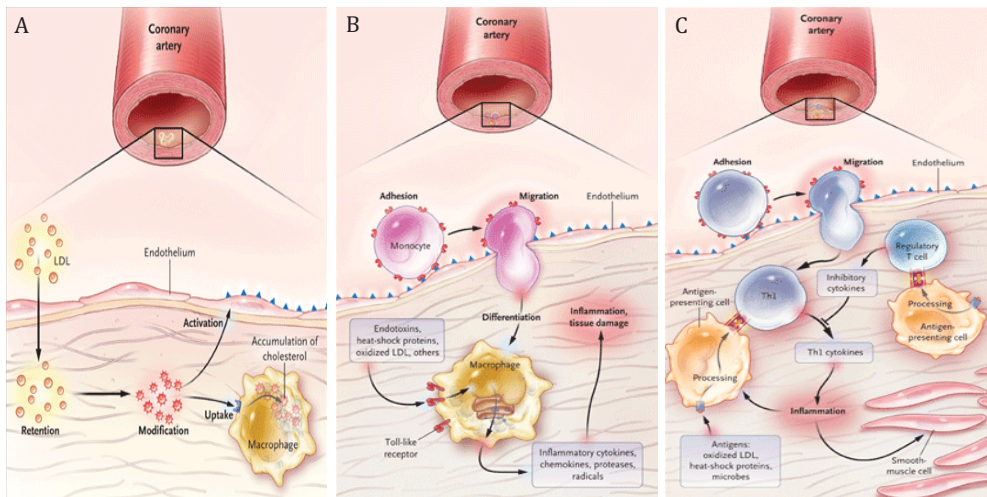 A
Coronary
artery
LDL
Endothelium
Activation
Accumulation of
cholesterol
Retention
Modification
Uptake
Macrophage
B
Coronary
artery
Adhesion
Migration
Endothelium
Monocyte
Differentiation
Inflammation,
tissue damage
Endotoxins,
heat-shock proteins,
oxidized LDL, others
Macrophage
Toll-like
receptor
Inflammatory cytokines,
chemokines, proteases,
radicals
C
Coronary
artery
Adhesion
Migration
Endothelium
Regulatory
T cell
Antigen-
presenting cell
Th1
Inhibitory
cytokines
Processing
Antigen-
presenting cell
Th1 cytokines
Processing
Inflammation
Antigens:
oxidized LDL,
heat-shock proteins,
microbes
Smooth-
muscle cell